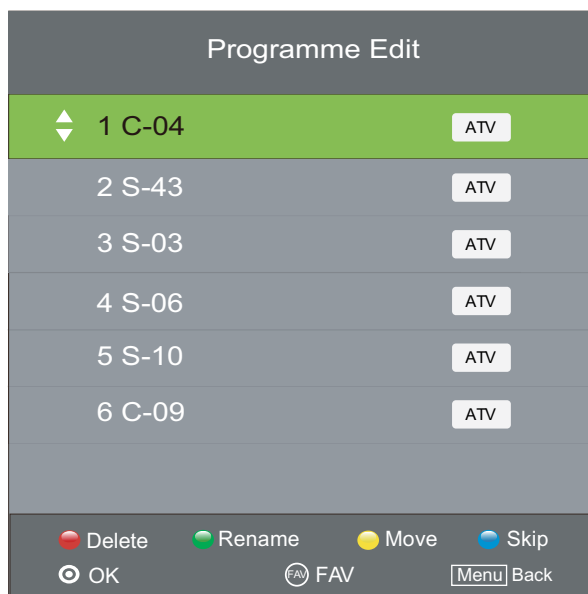 Programme Edit
1 C-04 ATV
2 S-43 ATV
3 S-03 ATV
4 S-06 ATV
5 S-10 ATV
6 C-09 ATV
Delete Rename Move Skip
OK FAV FAV Menu Back